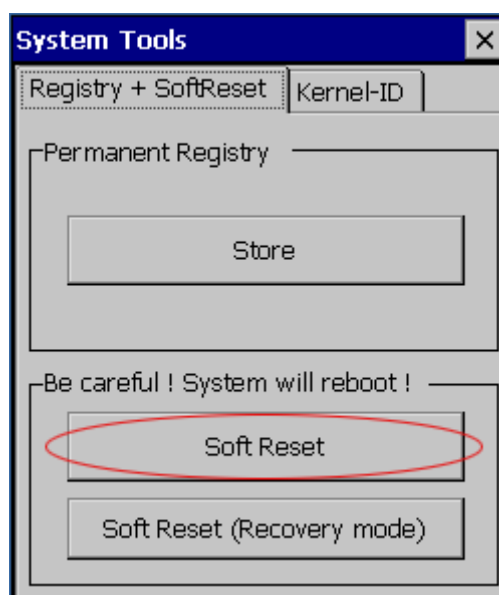 System Tools
Registry + SoftReset
Kernel-ID
Permanent Registry
Store
Be careful ! System will reboot !
Soft Reset
Soft Reset (Recovery mode)